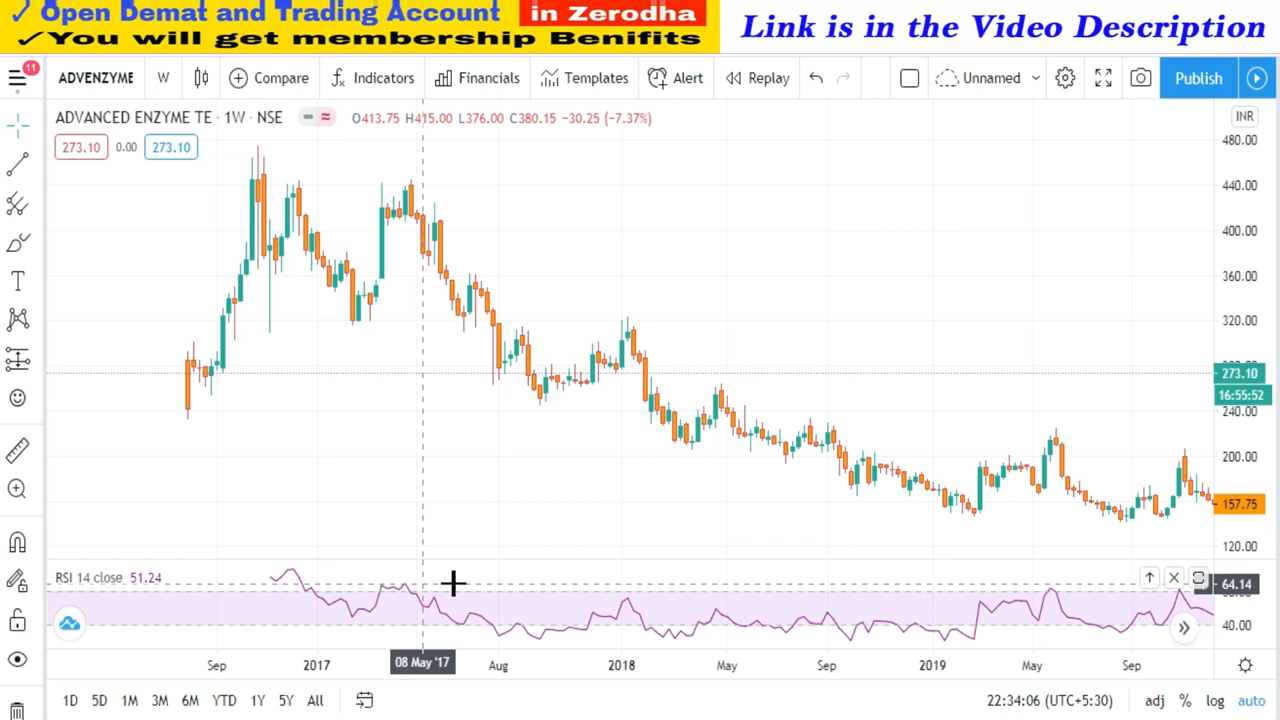 ✓ Open Demat and Trading Account in Zerodha
✓You will get membership Benifits
Link is in the Video Description
11
ADVENZYME W Compare Indicators Financials Templates Alert Replay Unnamed Publish
ADVANCED ENZYME TE · 1W · NSE O413.75 H415.00 L376.00 C380.15 −30.25 (−7.37%)
INR
273.10 0.00 273.10
480.00
440.00
400.00
360.00
320.00
273.10
16:55:52
240.00
200.00
157.75
120.00
RSI 14 close 51.24
64.14
40.00
Sep 2017 08 May '17 Aug 2018 May Sep 2019 May Sep
1D 5D 1M 3M 6M YTD 1Y 5Y All
22:34:06 (UTC+5:30) adj % log auto